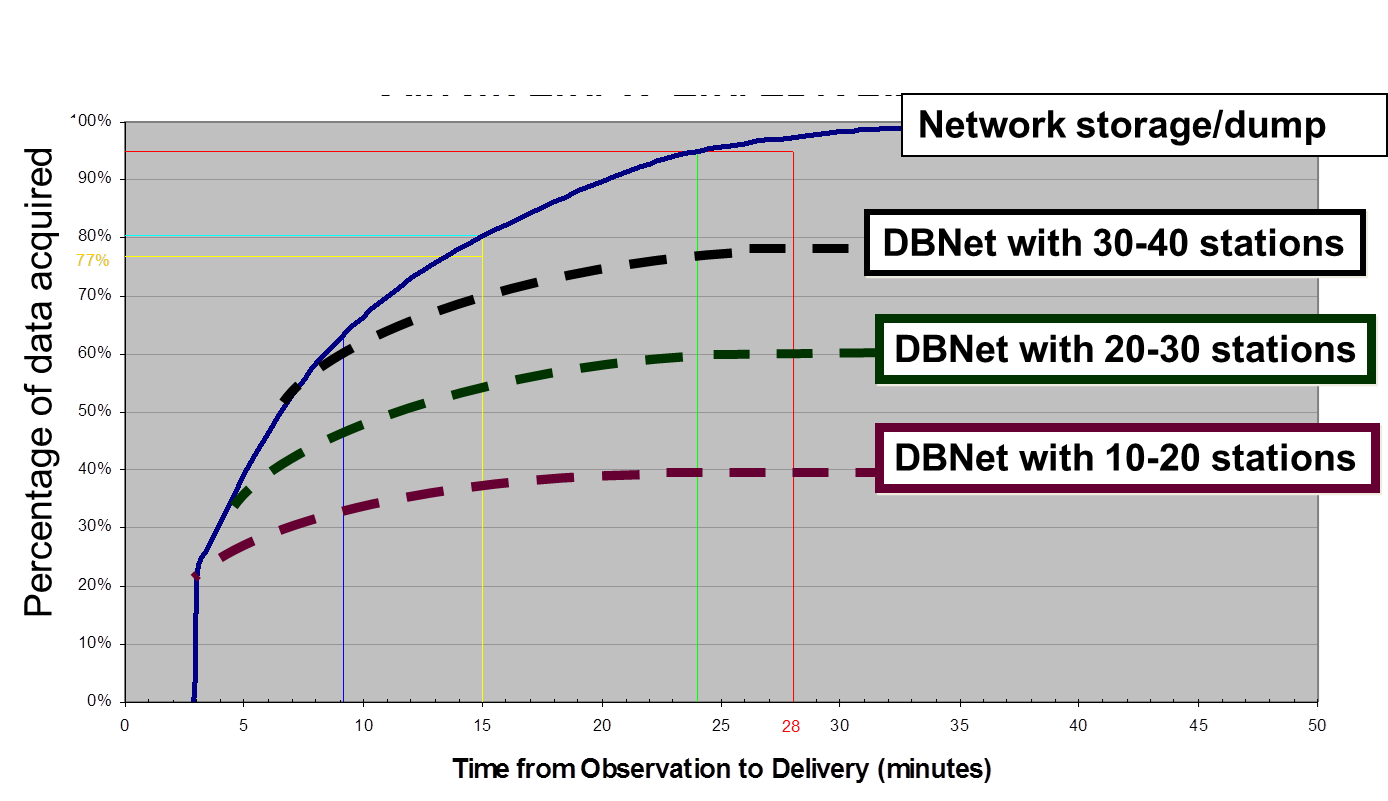 Network storage/dump
DBNet with 30-40 stations
DBNet with 20-30 stations
DBNet with 10-20 stations
Percentage of data acquired
100%
90%
80%
77%
70%
60%
50%
40%
30%
20%
10%
0%
0 5 10 15 20 25 28 30 35 40 45 50
Time from Observation to Delivery (minutes)